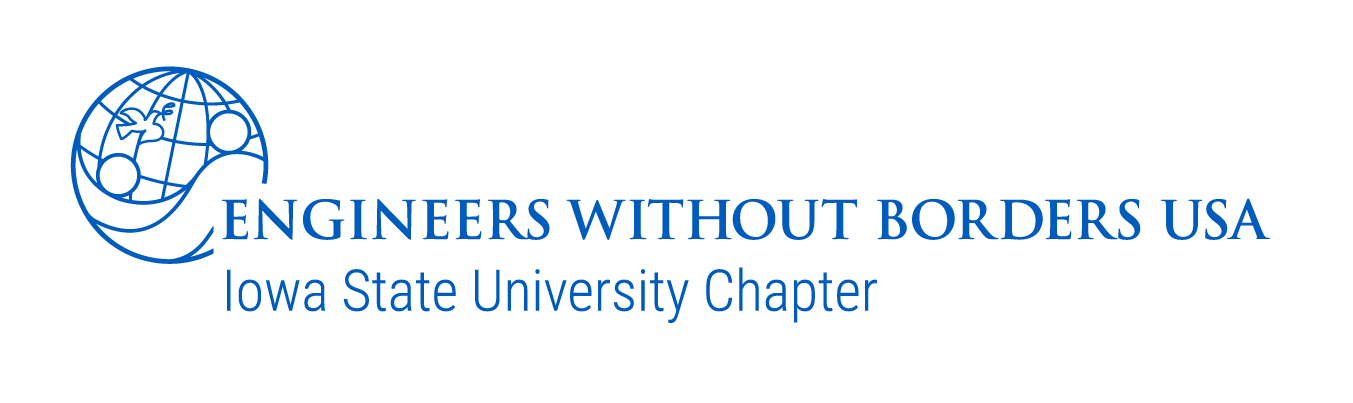 ENGINEERS WITHOUT BORDERS USA
Iowa State University Chapter